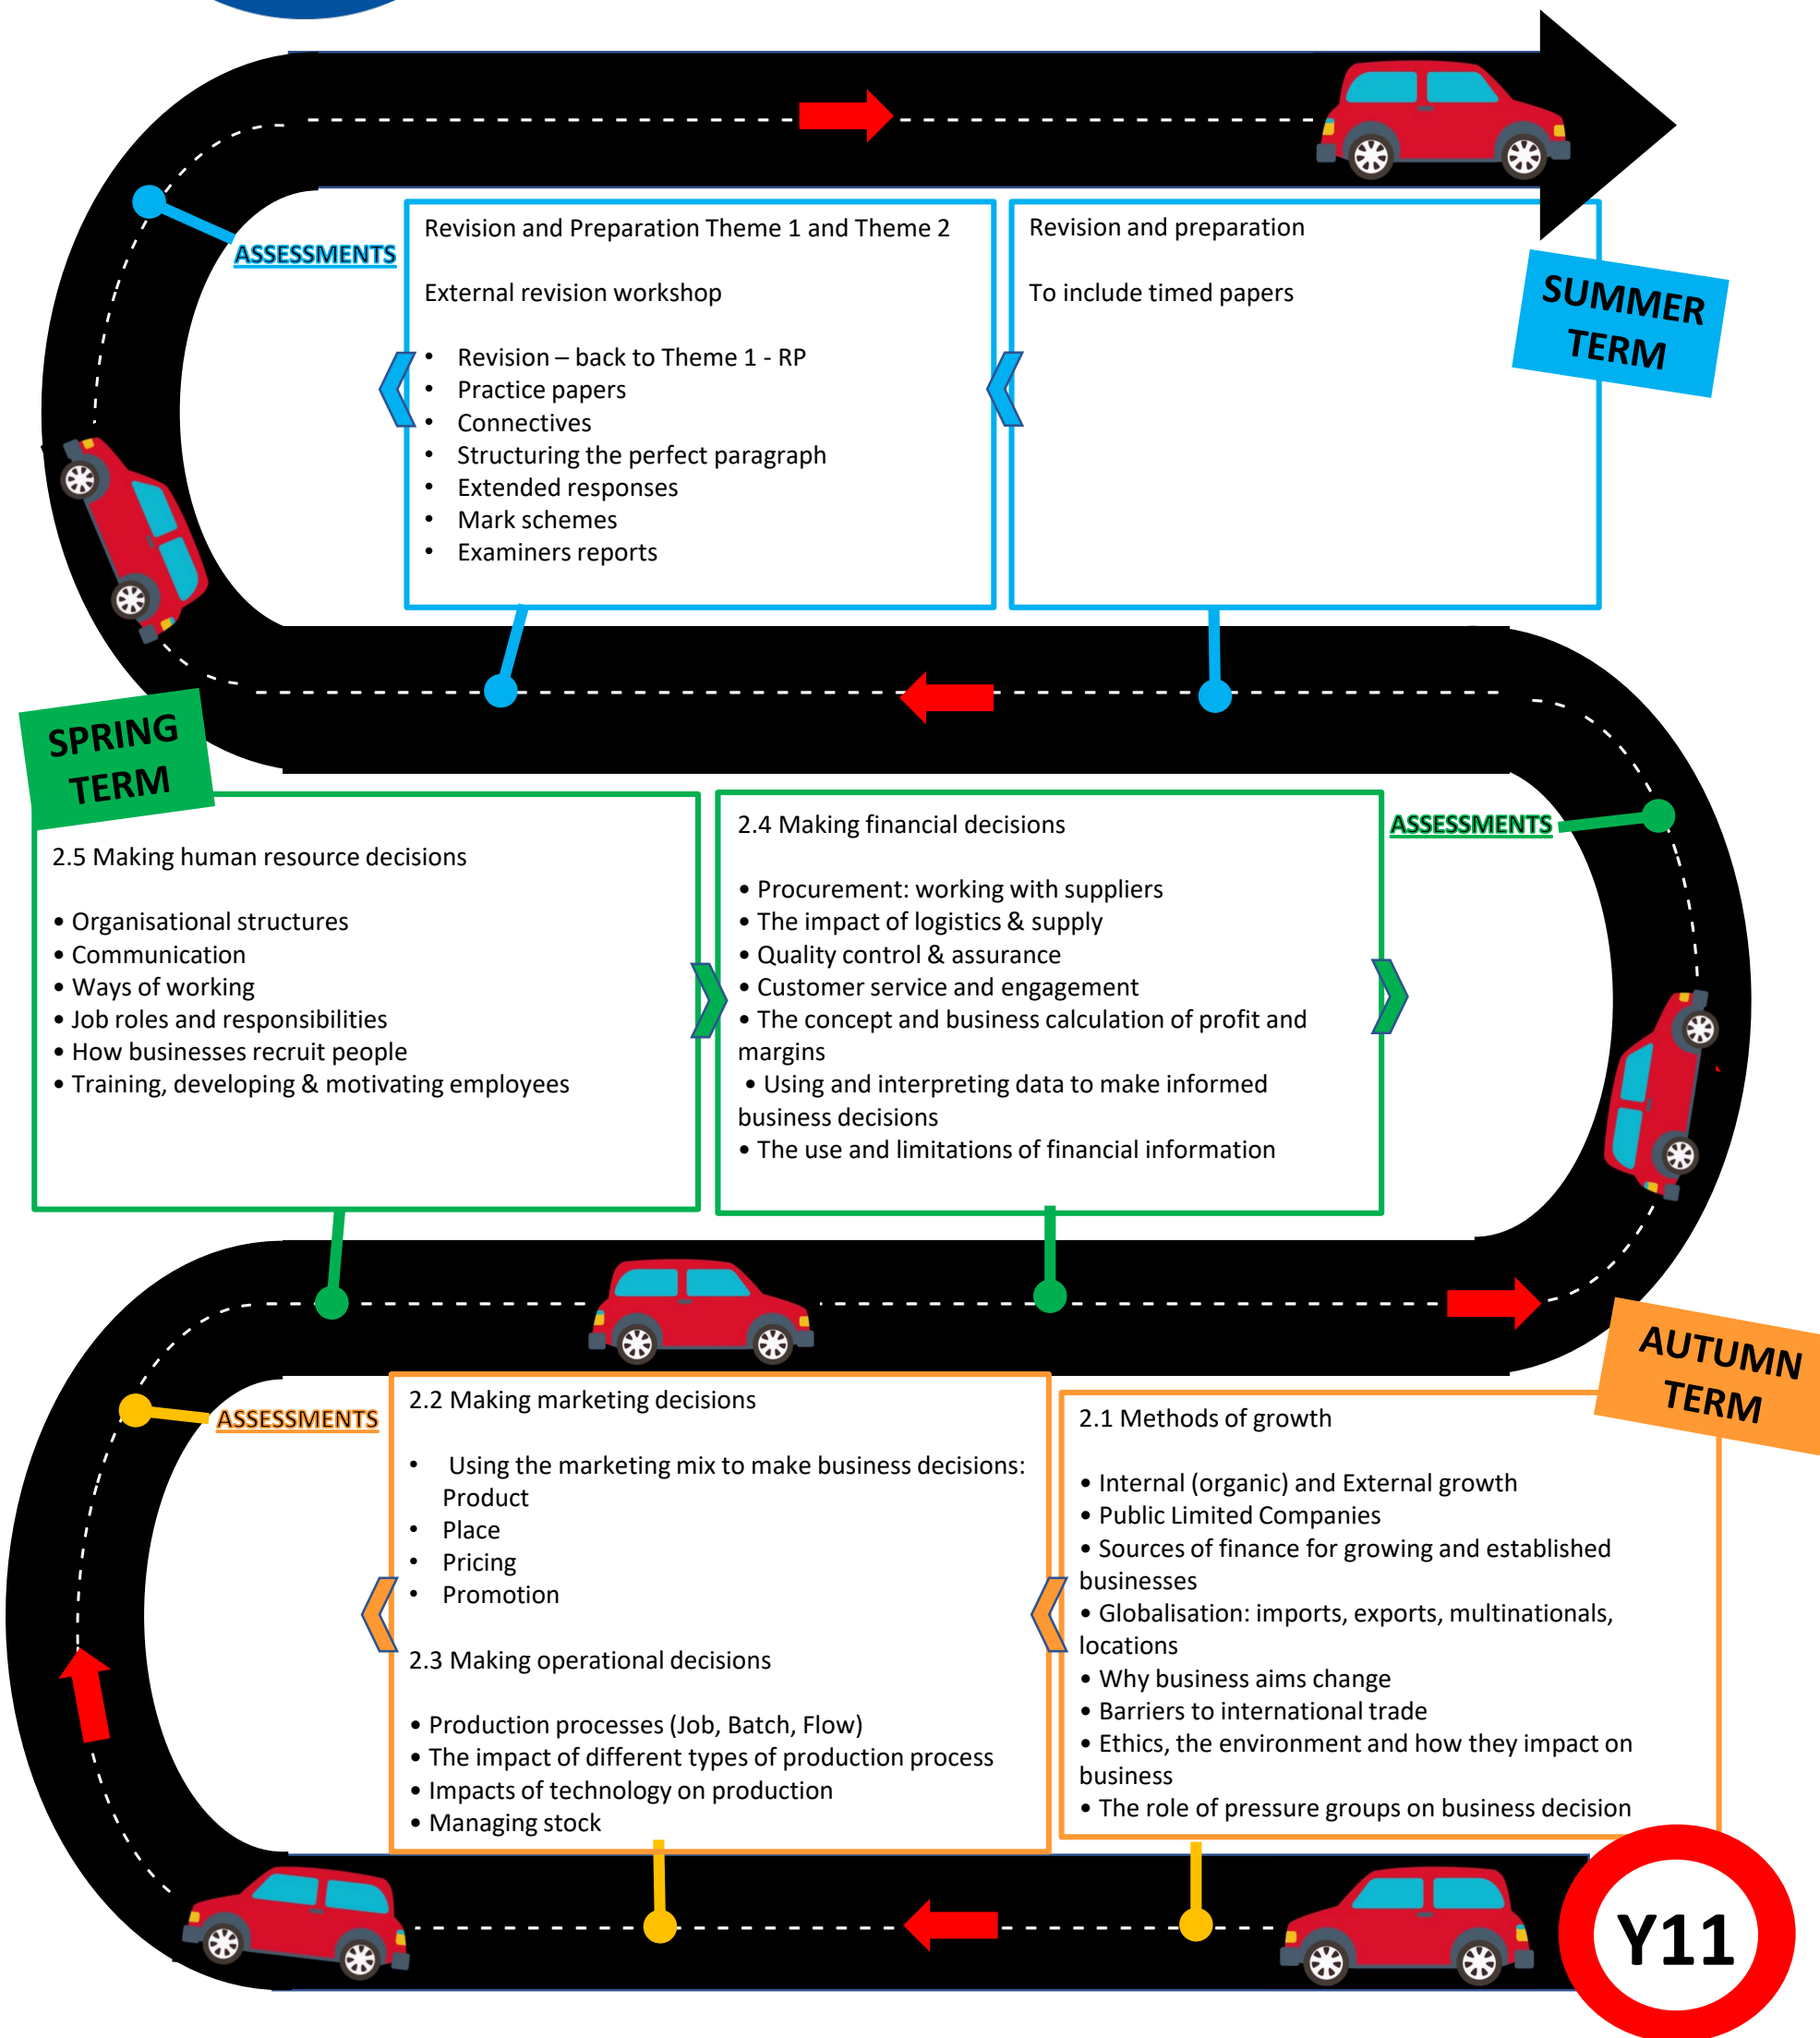 ASSESSMENTS
Revision and Preparation Theme 1 and Theme 2
External revision workshop
• Revision – back to Theme 1 - RP
• Practice papers
• Connectives
• Structuring the perfect paragraph
• Extended responses
• Mark schemes
• Examiners reports
Revision and preparation
To include timed papers
SUMMER
TERM
SPRING
TERM
2.5 Making human resource decisions
• Organisational structures
• Communication
• Ways of working
• Job roles and responsibilities
• How businesses recruit people
• Training, developing & motivating employees
2.4 Making financial decisions
• Procurement: working with suppliers
• The impact of logistics & supply
• Quality control & assurance
• Customer service and engagement
• The concept and business calculation of profit and
margins
• Using and interpreting data to make informed
business decisions
• The use and limitations of financial information
ASSESSMENTS
AUTUMN
TERM
ASSESSMENTS
2.2 Making marketing decisions
• Using the marketing mix to make business decisions:
Product
• Place
• Pricing
• Promotion
2.3 Making operational decisions
• Production processes (Job, Batch, Flow)
• The impact of different types of production process
• Impacts of technology on production
• Managing stock
2.1 Methods of growth
• Internal (organic) and External growth
• Public Limited Companies
• Sources of finance for growing and established
businesses
• Globalisation: imports, exports, multinationals,
locations
• Why business aims change
• Barriers to international trade
• Ethics, the environment and how they impact on
business
• The role of pressure groups on business decision
Y11